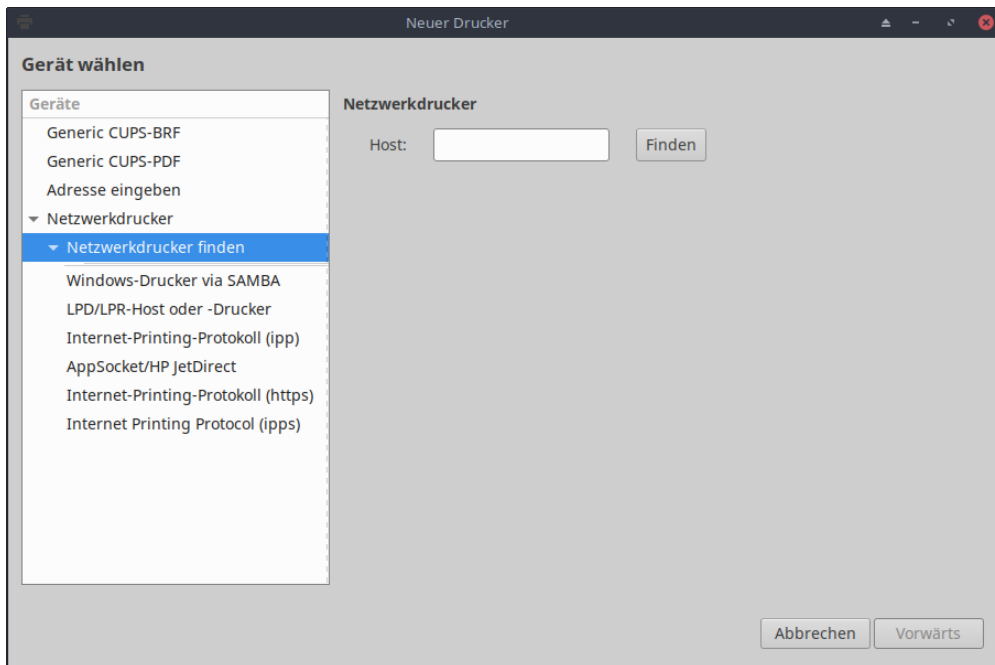 Neuer Drucker
Gerät wählen
Geräte
Generic CUPS-BRF
Generic CUPS-PDF
Adresse eingeben
Netzwerkdrucker
Netzwerkdrucker finden
Windows-Drucker via SAMBA
LPD/LPR-Host oder -Drucker
Internet-Printing-Protokoll (ipp)
AppSocket/HP JetDirect
Internet-Printing-Protokoll (https)
Internet Printing Protocol (ipps)
Netzwerkdrucker
Host:
Finden
Abbrechen
Vorwärts